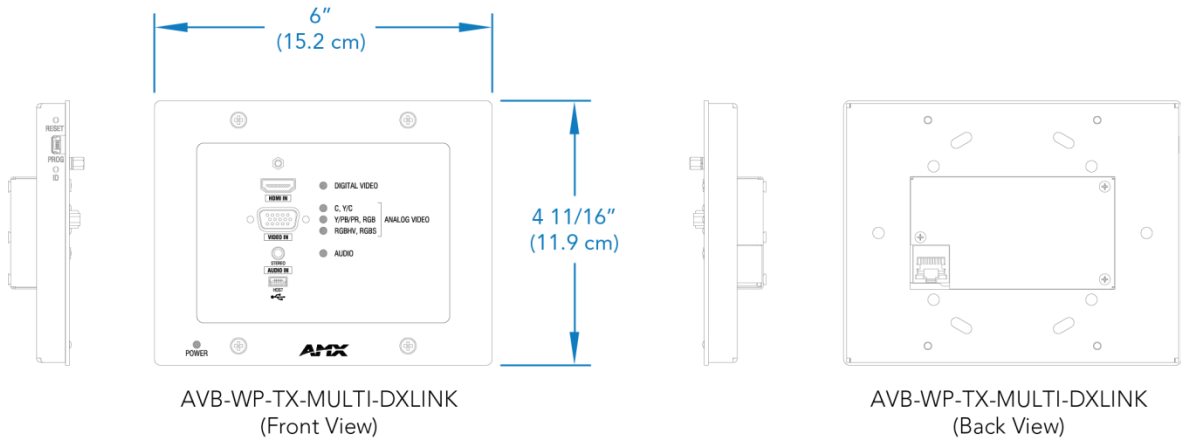 6”
(15.2 cm)
RESET
PROG
ID
HDMI IN
DIGITAL VIDEO
C, Y/C
Y/PB/PR, RGB
ANALOG VIDEO
RGBHV, RGBS
VIDEO IN
AUDIO
STEREO
AUDIO IN
HOST
POWER
AMX
4 11/16”
(11.9 cm)
AVB-WP-TX-MULTI-DXLINK
(Front View)
AVB-WP-TX-MULTI-DXLINK
(Back View)